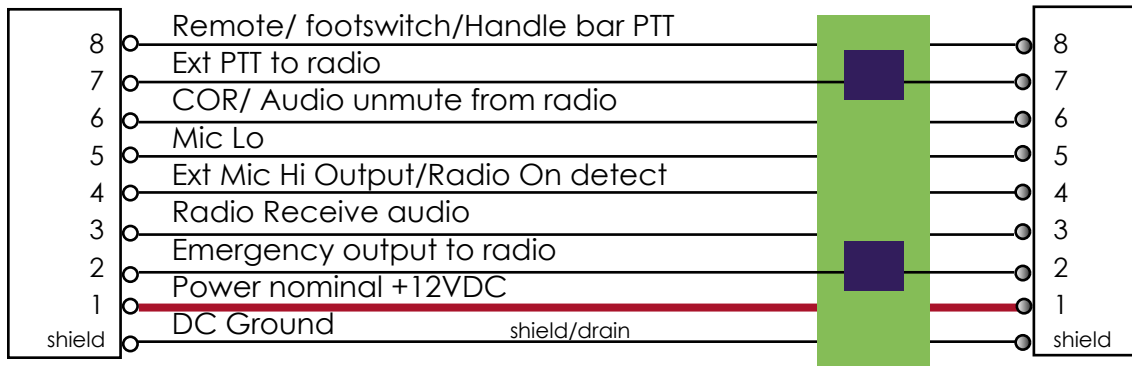 8 Remote/ footswitch/Handle bar PTT 8
7 Ext PTT to radio 7
6 COR/ Audio unmute from radio 6
5 Mic Lo 5
4 Ext Mic Hi Output/Radio On detect 4
3 Radio Receive audio 3
2 Emergency output to radio 2
1 Power nominal +12VDC 1
shield DC Ground shield/drain shield